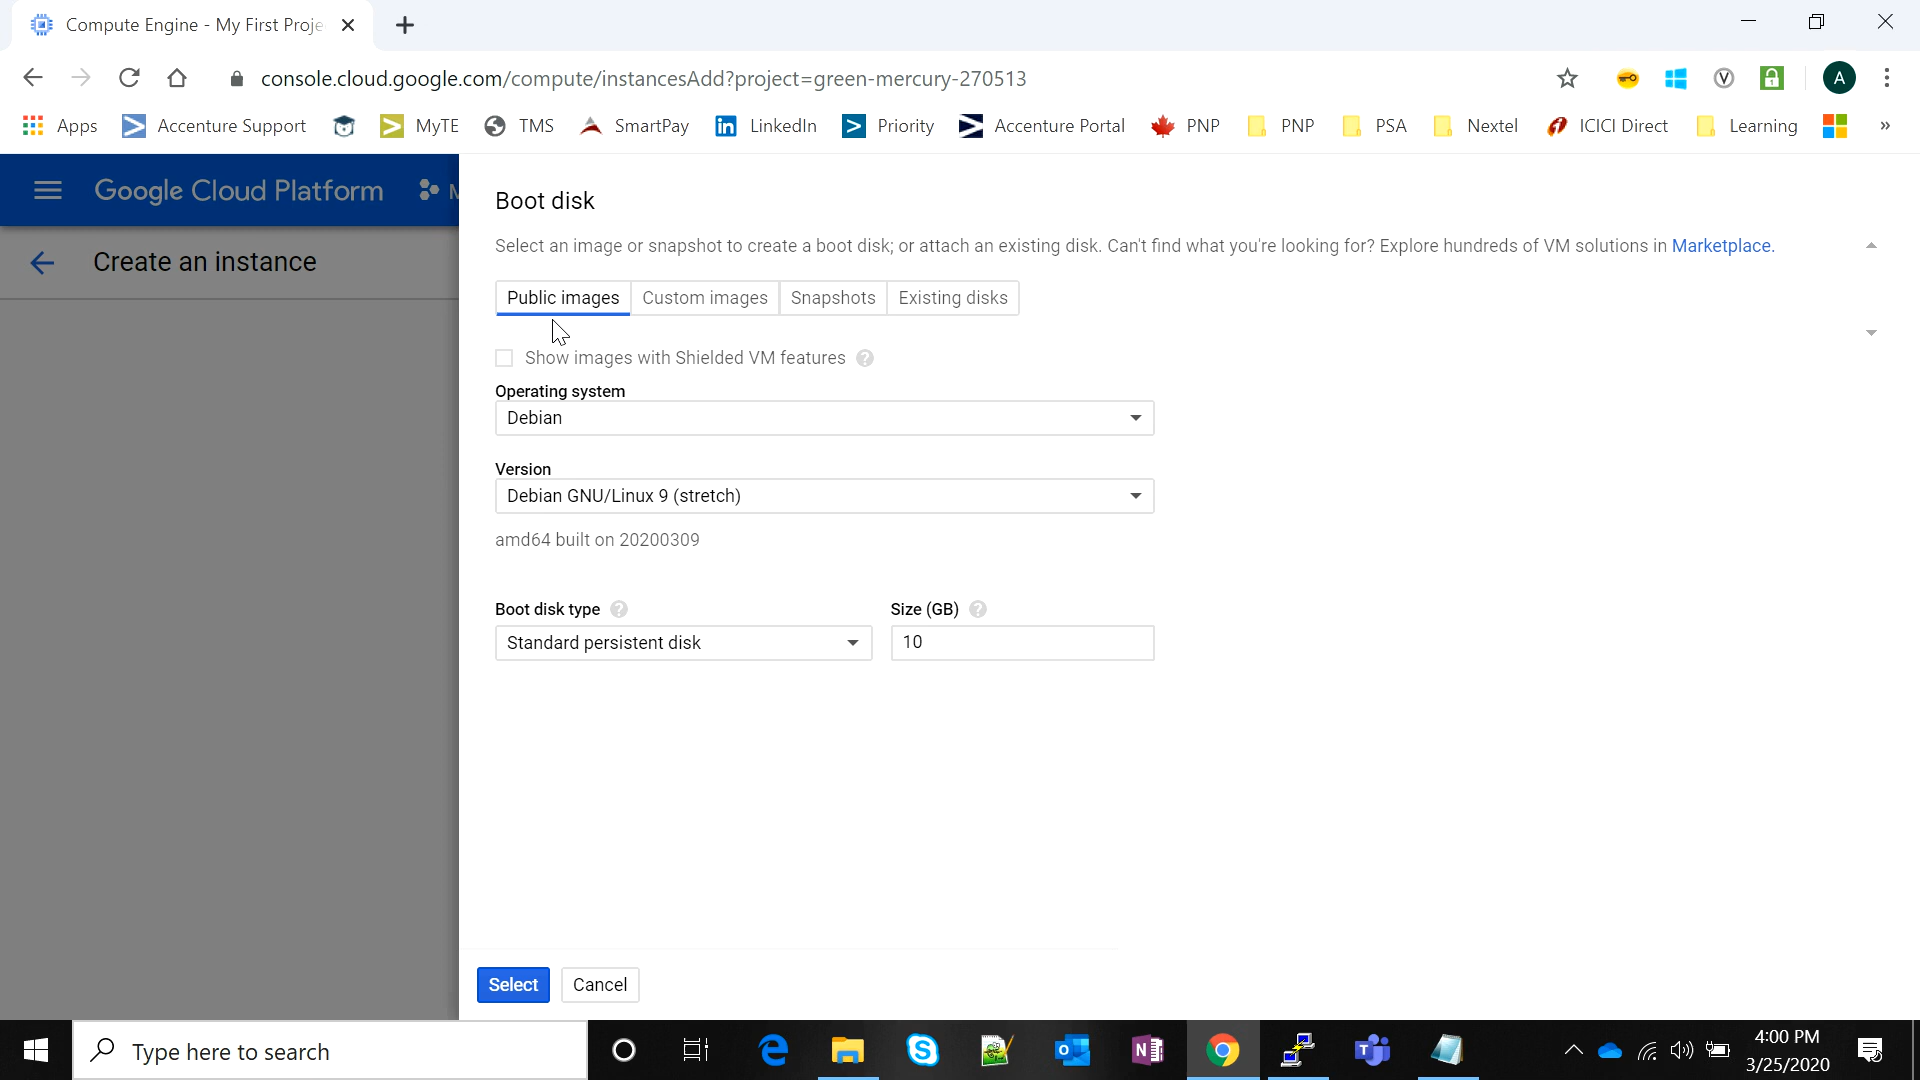 Compute Engine - My First Proje
console.cloud.google.com/compute/instancesAdd?project=green-mercury-270513
A
Apps Accenture Support MyTE TMS SmartPay LinkedIn Priority Accenture Portal PNP PNP PSA Nextel ICICI Direct Learning »
Google Cloud Platform M
Create an instance
Boot disk
Select an image or snapshot to create a boot disk; or attach an existing disk. Can't find what you're looking for? Explore hundreds of VM solutions in Marketplace.
Public images Custom images Snapshots Existing disks
Show images with Shielded VM features
Operating system
Debian
Version
Debian GNU/Linux 9 (stretch)
amd64 built on 20200309
Boot disk type Size (GB)
Standard persistent disk 10
Select Cancel
Type here to search
4:00 PM
3/25/2020